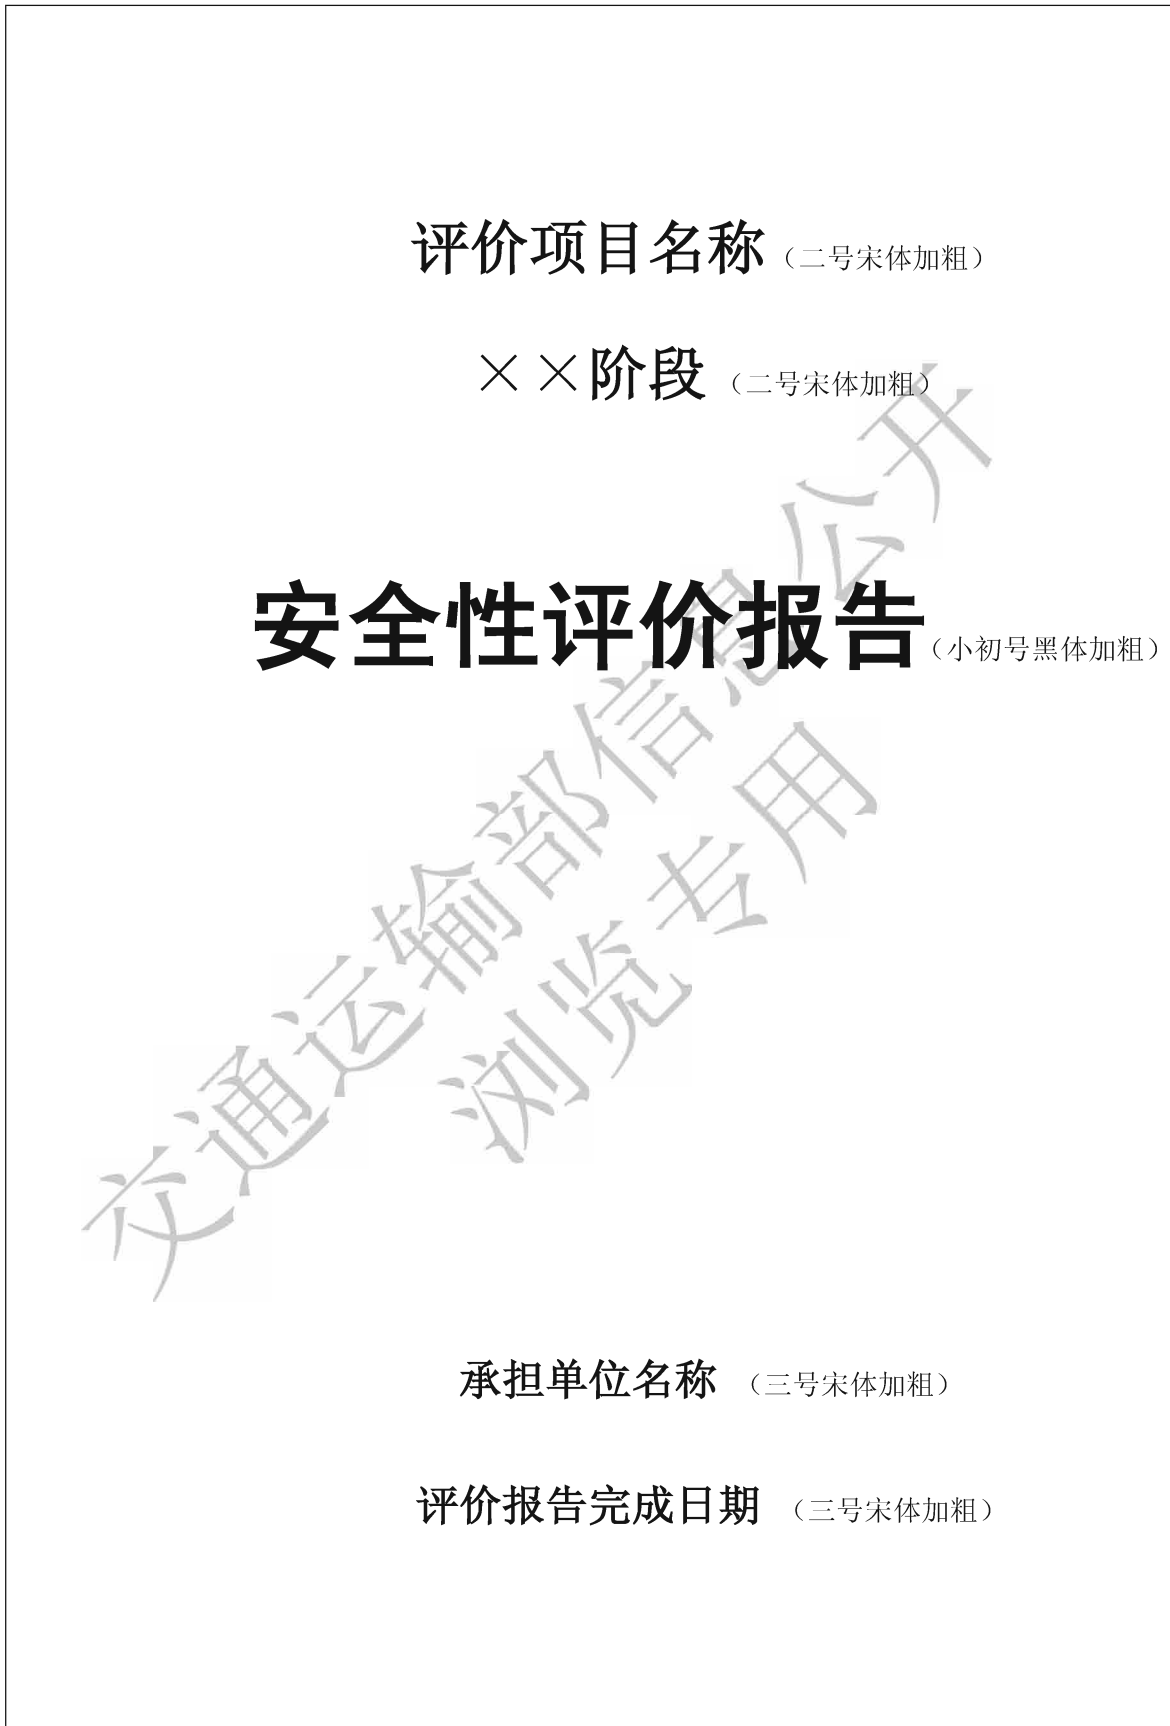 评价项目名称（二号宋体加粗）
××阶段（二号宋体加粗）
安全性评价报告（小初号黑体加粗）
交通运输部信息公开
浏览专用
承担单位名称（三号宋体加粗）
评价报告完成日期（三号宋体加粗）